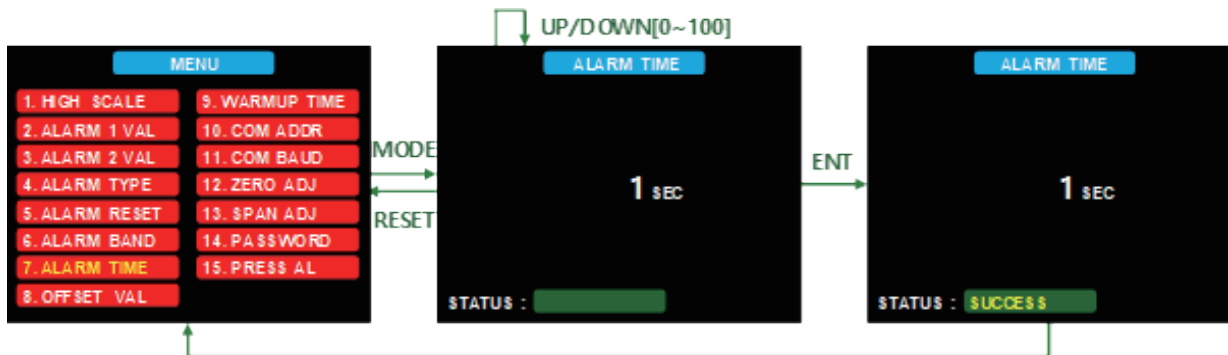 UP/DOWN[0~100]
MENU
1. HIGH SCALE
2. ALARM 1 VAL
3. ALARM 2 VAL
4. ALARM TYPE
5. ALARM RESET
6. ALARM BAND
7. ALARM TIME
8. OFFSET VAL
9. WARMUP TIME
10. COM ADDR
11. COM BAUD
12. ZERO ADJ
13. SPAN ADJ
14. PASSWORD
15. PRESS AL
MODE
RESET
ALARM TIME
1 SEC
STATUS :
ENT
ALARM TIME
1 SEC
STATUS : SUCCESS